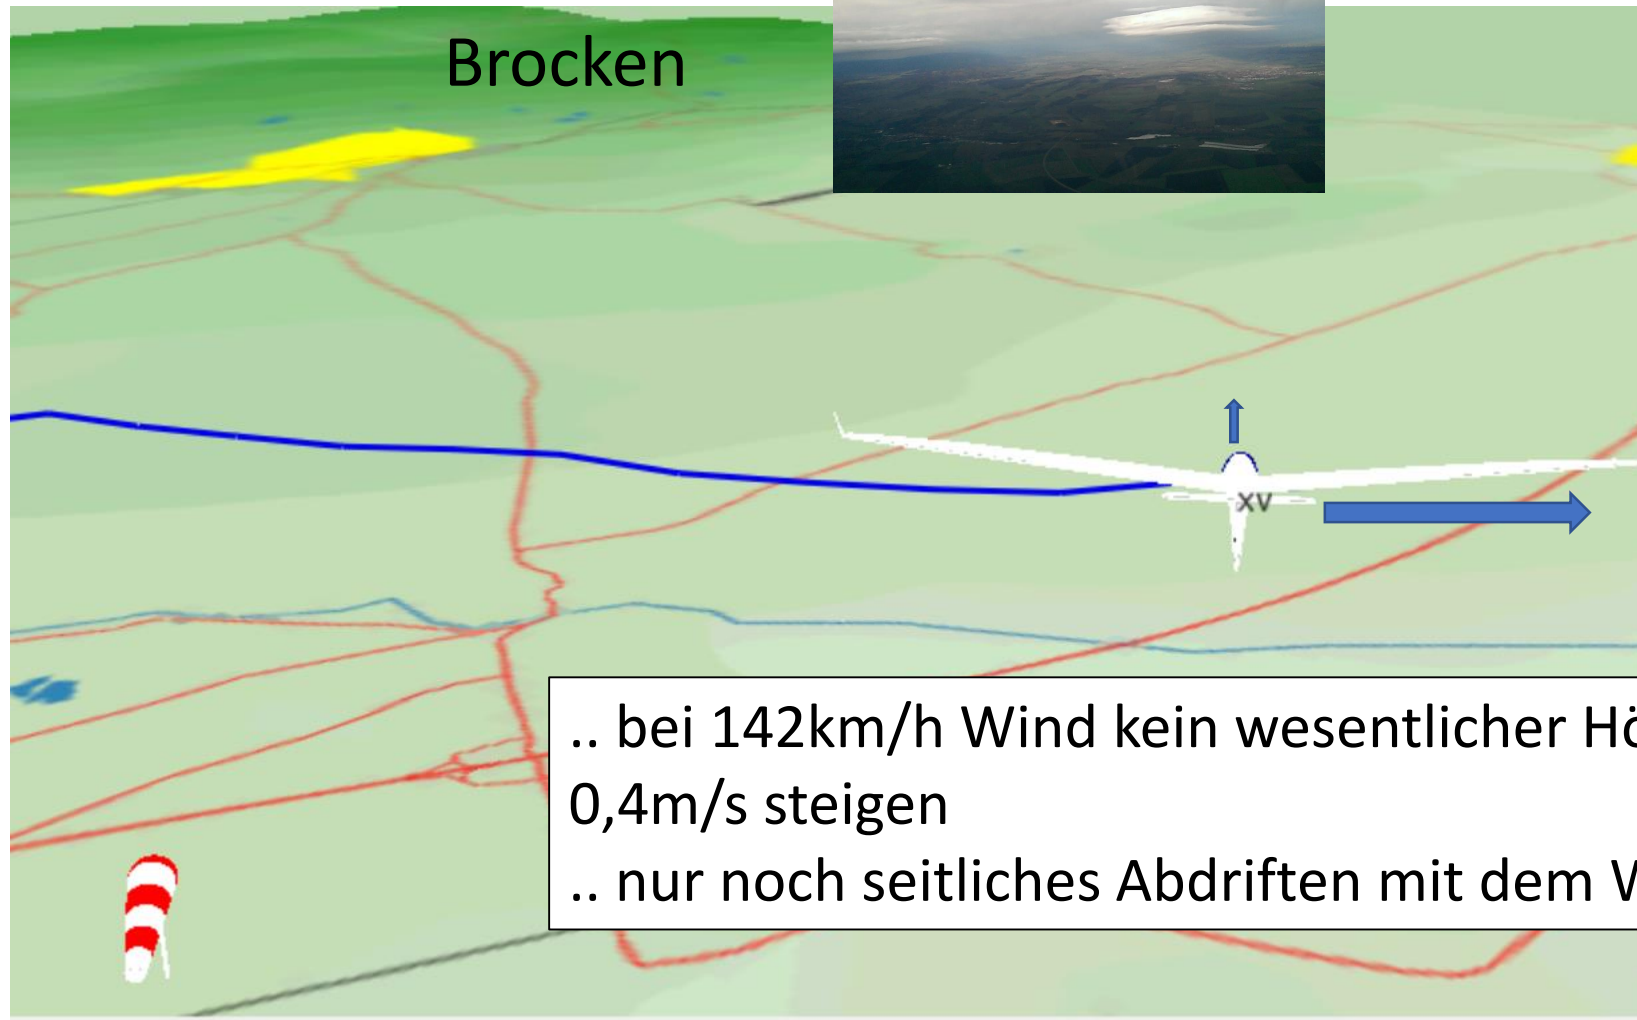 Brocken
XV
.. bei 142km/h Wind kein wesentlicher
0,4m/s steigen
.. nur noch seitliches Abdriften mit dem